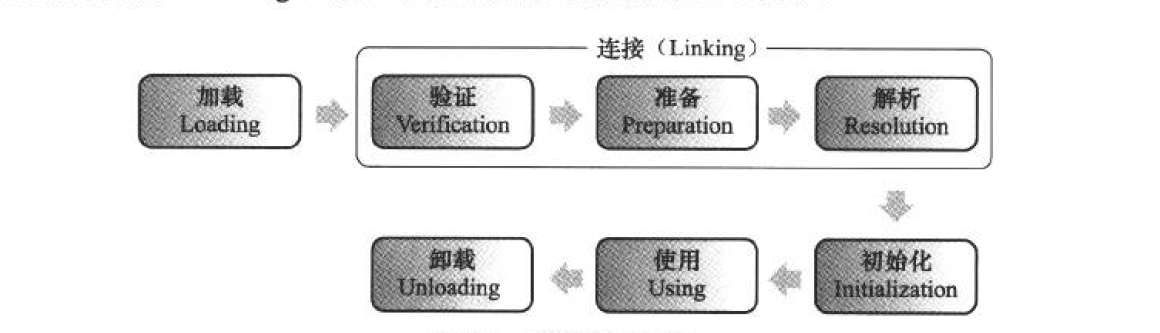 连接（Linking）
加载
Loading
验证
Verification
准备
Preparation
解析
Resolution
初始化
Initialization
使用
Using
卸载
Unloading